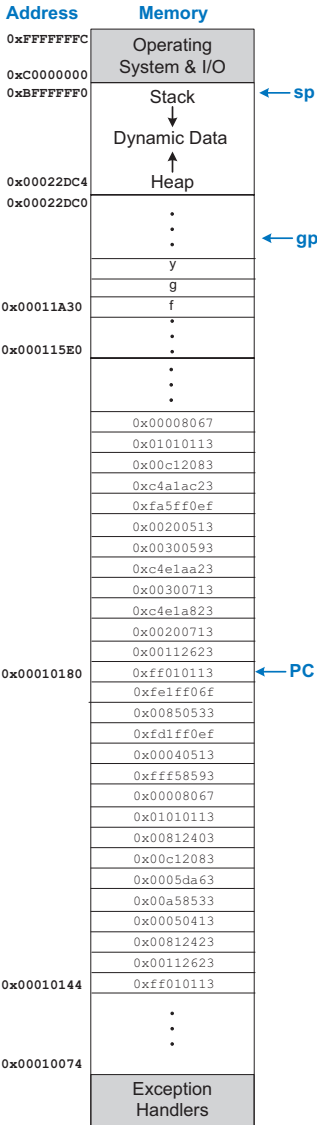 Address Memory
0xFFFFFFFC
Operating
System & I/O
0xC0000000
0xBFFFFFF0 Stack sp
Dynamic Data
0x00022DC4 Heap
0x00022DC0
gp
y
g
0x00011A30 f
0x000115E0
0x00008067
0x01010113
0x00c12083
0xc4a1ac23
0xfa5ff0ef
0x00200513
0x00300593
0xc4e1aa23
0x00300713
0xc4e1a823
0x00200713
0x00112623
0x00010180 0xff010113 PC
0xfe1ff06f
0x00850533
0xfd1ff0ef
0x00040513
0xfff58593
0x00008067
0x01010113
0x00812403
0x00c12083
0x0005da63
0x00a58533
0x00050413
0x00812423
0x00112623
0x00010144 0xff010113
0x00010074
Exception
Handlers